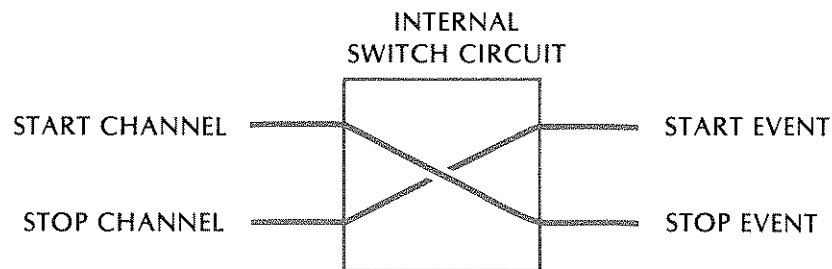 INTERNAL
SWITCH CIRCUIT
START CHANNEL
START EVENT
STOP CHANNEL
STOP EVENT